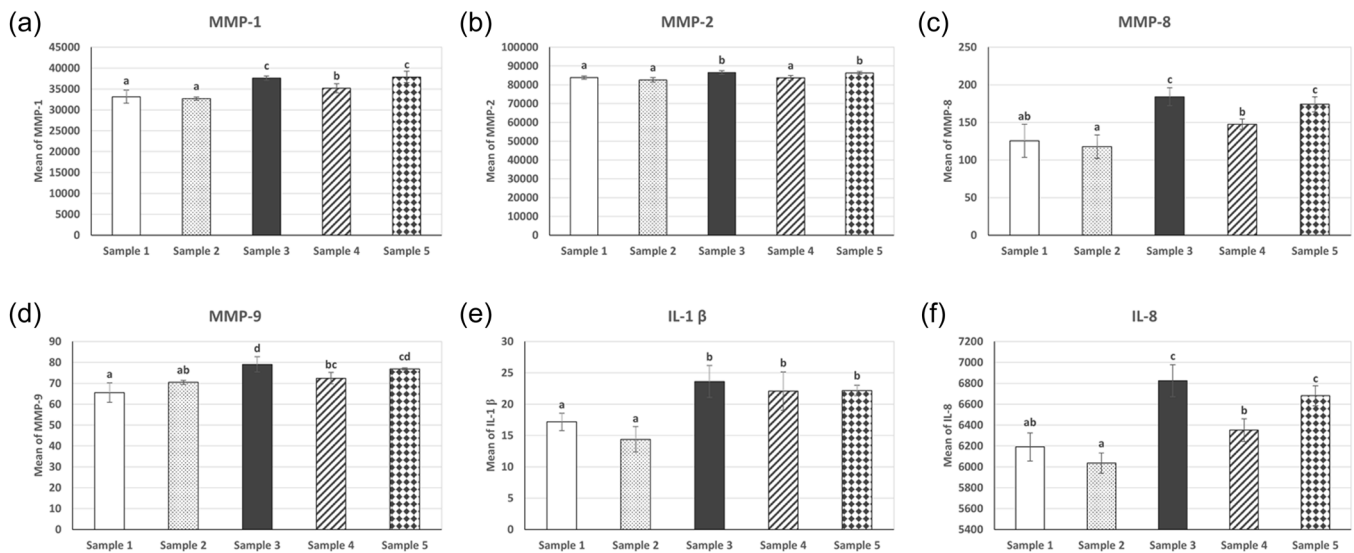 (a)
MMP-1
Mean of MMP-1
45000
40000
35000
30000
25000
20000
15000
10000
5000
0
a
a
c
b
c
Sample 1
Sample 2
Sample 3
Sample 4
Sample 5
(b)
MMP-2
Mean of MMP-2
100000
90000
80000
70000
60000
50000
40000
30000
20000
10000
0
a
a
b
a
b
Sample 1
Sample 2
Sample 3
Sample 4
Sample 5
(c)
MMP-8
Mean of MMP-8
250
200
150
100
50
0
ab
a
c
b
c
Sample 1
Sample 2
Sample 3
Sample 4
Sample 5
(d)
MMP-9
Mean of MMP-9
90
80
70
60
50
40
30
20
10
0
a
ab
d
bc
cd
Sample 1
Sample 2
Sample 3
Sample 4
Sample 5
(e)
IL-1 β
Mean of IL-1 β
30
25
20
15
10
5
0
a
a
b
b
b
Sample 1
Sample 2
Sample 3
Sample 4
Sample 5
(f)
IL-8
Mean of IL-8
7200
7000
6800
6600
6400
6200
6000
5800
5600
5400
ab
a
c
b
c
Sample 1
Sample 2
Sample 3
Sample 4
Sample 5